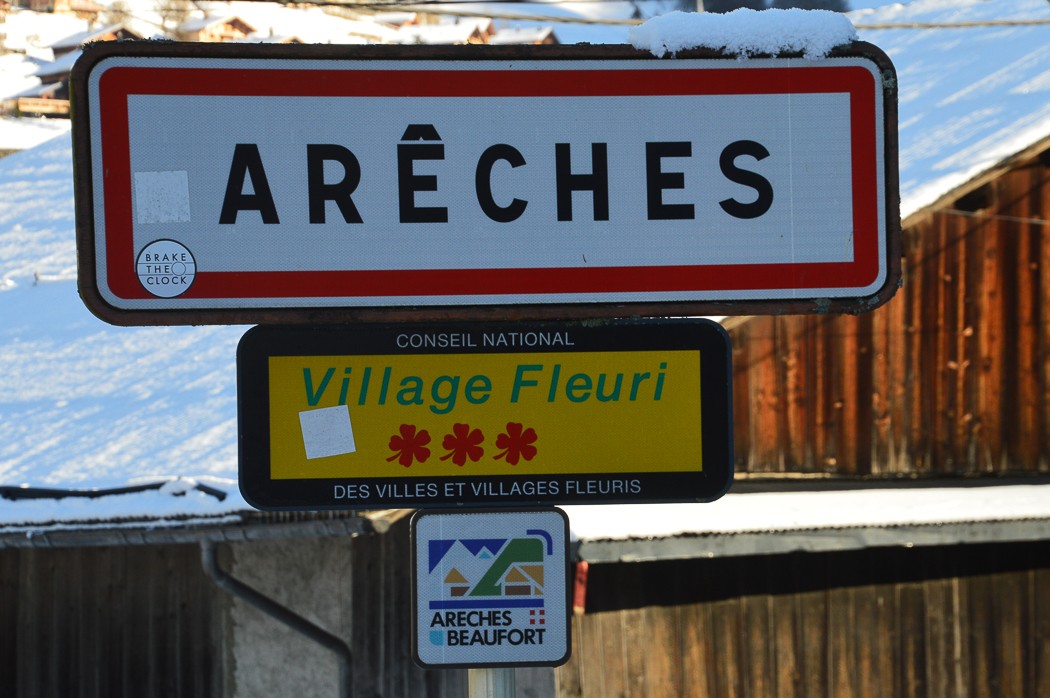 ARÊCHES
BRAKE
THE
CLOCK
CONSEIL NATIONAL
Village Fleuri
DES VILLES ET VILLAGES FLEURIS
ARECHES
BEAUFORT